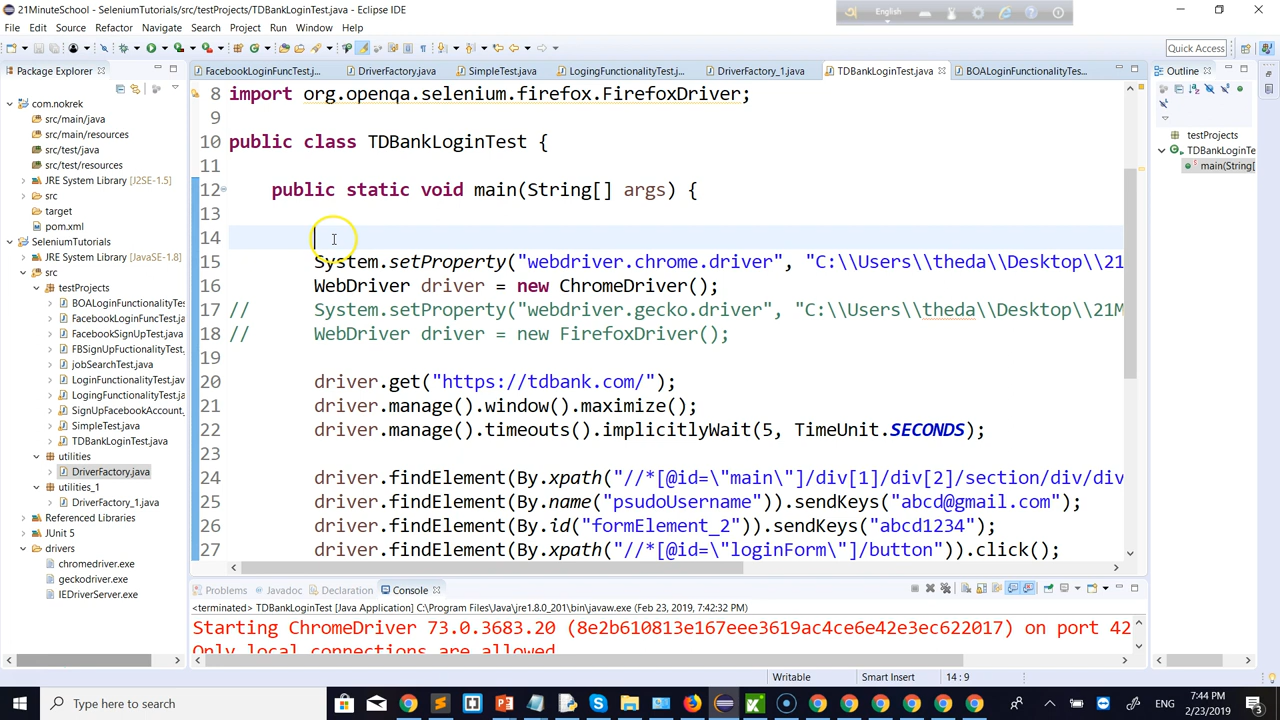 21MinuteSchool - SeleniumTutorials/src/testProjects/TDBankLoginTest.java - Eclipse IDE
English
File Edit Source Refactor Navigate Search Project Run Window Help
Quick Access
Package Explorer
FacebookLoginFuncTest.j... DriverFactory.java SimpleTest.java LogingFunctionalityTest.j... DriverFactory_1.java TDBankLoginTest.java BOALoginFunctionalityTes...
Outline
com.nokrek
src/main/java
src/main/resources
src/test/java
src/test/resources
JRE System Library [J2SE-1.5]
src
target
pom.xml
SeleniumTutorials
JRE System Library [JavaSE-1.8]
src
testProjects
BOALoginFunctionalityTes
FacebookLoginFuncTest.j
FacebookSignUpTest.java
FBSignUpFuctionalityTest
jobSearchTest.java
LoginFunctionalityTest.jav
LogingFunctionalityTest.j
SignUpFacebookAccount.
SimpleTest.java
TDBankLoginTest.java
utilities
DriverFactory.java
utilities_1
DriverFactory_1.java
Referenced Libraries
JUnit 5
drivers
chromedriver.exe
geckodriver.exe
IEDriverServer.exe
8 import org.openqa.selenium.firefox.FirefoxDriver;
9
10 public class TDBankLoginTest {
11
12 public static void main(String[] args) {
13
14
15 System.setProperty("webdriver.chrome.driver", "C:\\Users\\theda\\Desktop\\21
16 WebDriver driver = new ChromeDriver();
17 // System.setProperty("webdriver.gecko.driver", "C:\\Users\\theda\\Desktop\\21M
18 // WebDriver driver = new FirefoxDriver();
19
20 driver.get("https://tdbank.com/");
21 driver.manage().window().maximize();
22 driver.manage().timeouts().implicitlyWait(5, TimeUnit.SECONDS);
23
24 driver.findElement(By.xpath("//*[@id=\"main\"]/div[1]/div[2]/section/div/div
25 driver.findElement(By.name("psudoUsername")).sendKeys("abcd@gmail.com");
26 driver.findElement(By.id("formElement_2")).sendKeys("abcd1234");
27 driver.findElement(By.xpath("//*[@id=\"loginForm\"]/button")).click();
testProjects
TDBankLoginTe
main(String[]
Problems Javadoc Declaration Console
<terminated> TDBankLoginTest [Java Application] C:\Program Files\Java\jre1.8.0_201\bin\javaw.exe (Feb 23, 2019, 7:42:32 PM)
Starting ChromeDriver 73.0.3683.20 (8e2b610813e167eee3619ac4ce6e42e3ec622017) on port 42
Only local connections are allowed
Writable Smart Insert 14 : 9
Type here to search
ENG
7:44 PM
2/23/2019
3